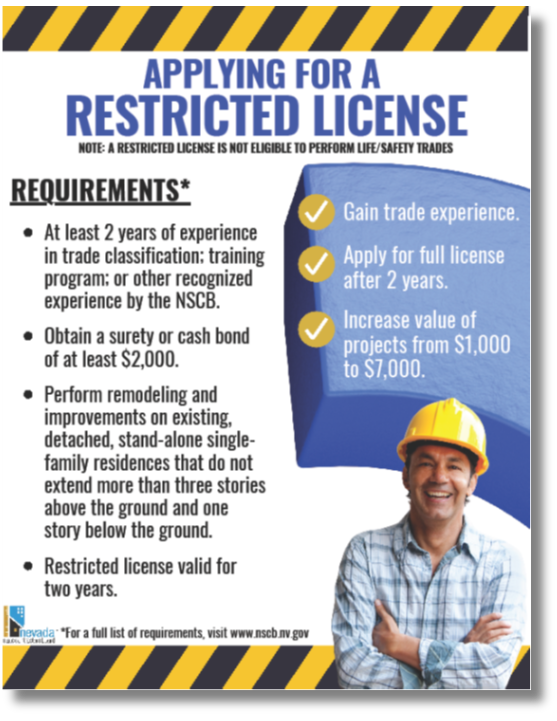 APPLYING FOR A
RESTRICTED LICENSE
NOTE: A RESTRICTED LICENSE IS NOT ELIGIBLE TO PERFORM LIFE/SAFETY TRADES
REQUIREMENTS*
• At least 2 years of experience
in trade classification; training
program; or other recognized
experience by the NSCB.
• Obtain a surety or cash bond
of at least $2,000.
• Perform remodeling and
improvements on existing,
detached, stand-alone single-
family residences that do not
extend more than three stories
above the ground and one
story below the ground.
• Restricted license valid for
two years.
Gain trade experience.
Apply for full license
after 2 years.
Increase value of
projects from $1,000
to $7,000.
nevada
*For a full list of requirements, visit www.nscb.nv.gov